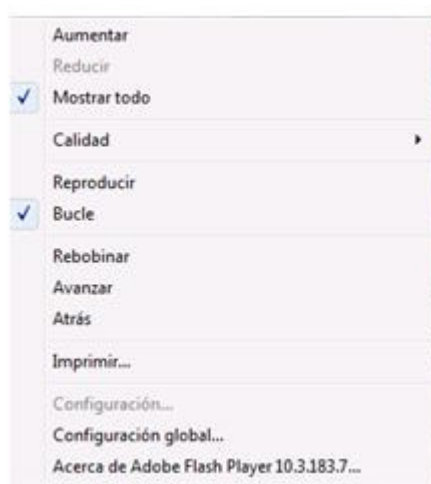 Aumentar
Reducir
Mostrar todo
Calidad
Reproducir
Bucle
Rebobinar
Avanzar
Atrás
Imprimir...
Configuración...
Configuración global...
Acerca de Adobe Flash Player 10.3.183.7...